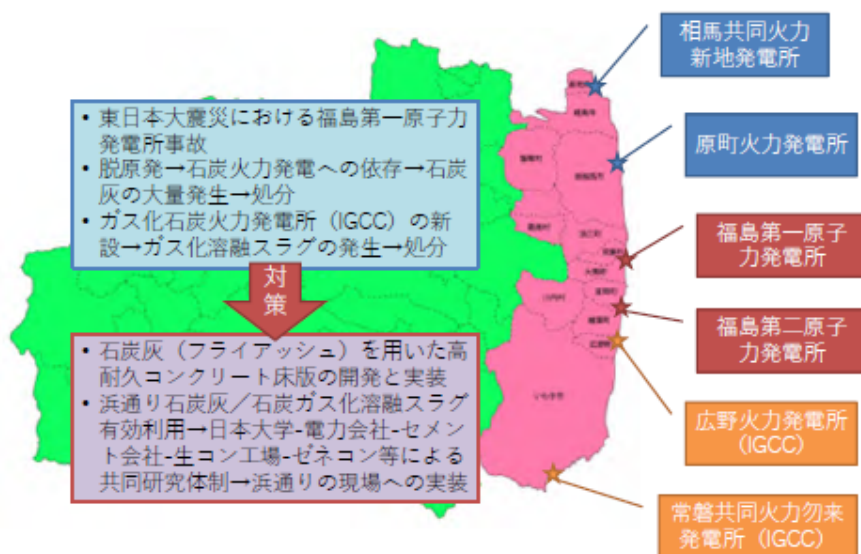 ・東日本大震災における福島第一原子力
発電所事故
・脱原発→石炭火力発電への依存→石炭
灰の大量発生→処分
・ガス化石炭火力発電所（IGCC）の新
設→ガス化溶融スラグの発生→処分
対
策
・石炭灰（フライアッシュ）を用いた高
耐久コンクリート床版の開発と実装
・浜通り石炭灰／石炭ガス化溶融スラグ
有効利用→日本大学-電力会社-セメント
会社-生コン工場-ゼネコン等による
共同研究体制→浜通りの現場への実装
相馬共同火力
新地発電所
原町火力発電所
福島第一原子
力発電所
福島第二原子
力発電所
広野火力発電所
(IGCC)
常磐共同火力勿来
発電所（IGCC）
いわき市